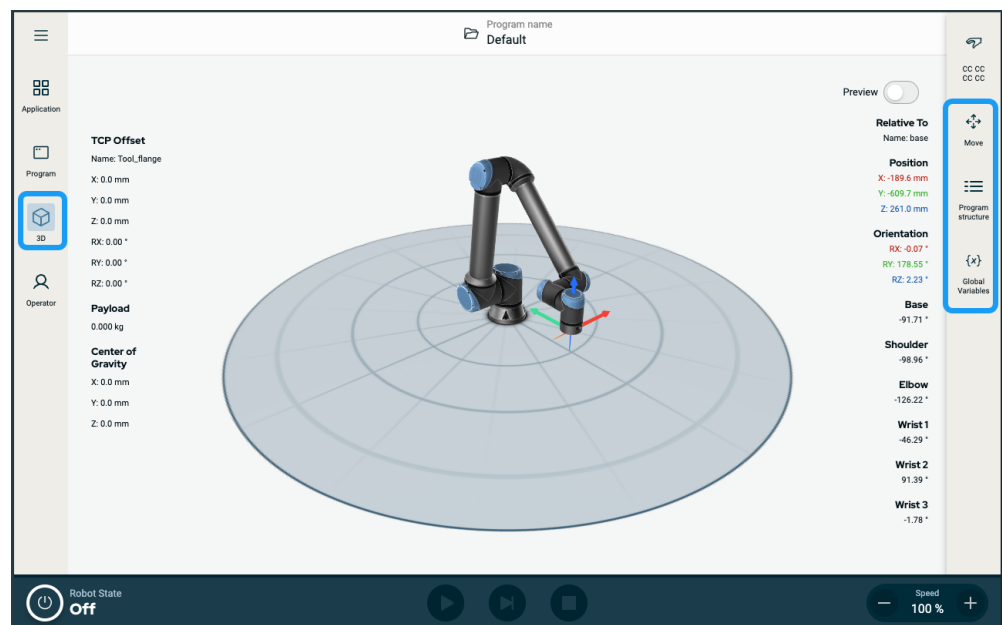 Program name
Default
Application
Program
3D
Operator
TCP Offset
Name: Tool_flange
X: 0.0 mm
Y: 0.0 mm
Z: 0.0 mm
RX: 0.00 °
RY: 0.00 °
RZ: 0.00 °
Payload
0.000 kg
Center of
Gravity
X: 0.0 mm
Y: 0.0 mm
Z: 0.0 mm
Preview
Relative To
Name: base
Position
X: -189.6 mm
Y: -609.7 mm
Z: 261.0 mm
Orientation
RX: -0.07 °
RY: 178.55 °
RZ: 2.23 °
Base
-91.71 °
Shoulder
-98.96 °
Elbow
-126.22 °
Wrist 1
-46.29 °
Wrist 2
91.39 °
Wrist 3
-1.78 °
CC CC
CC CC
Move
Program
structure
{x}
Global
Variables
Robot State
Off
Speed
100 %